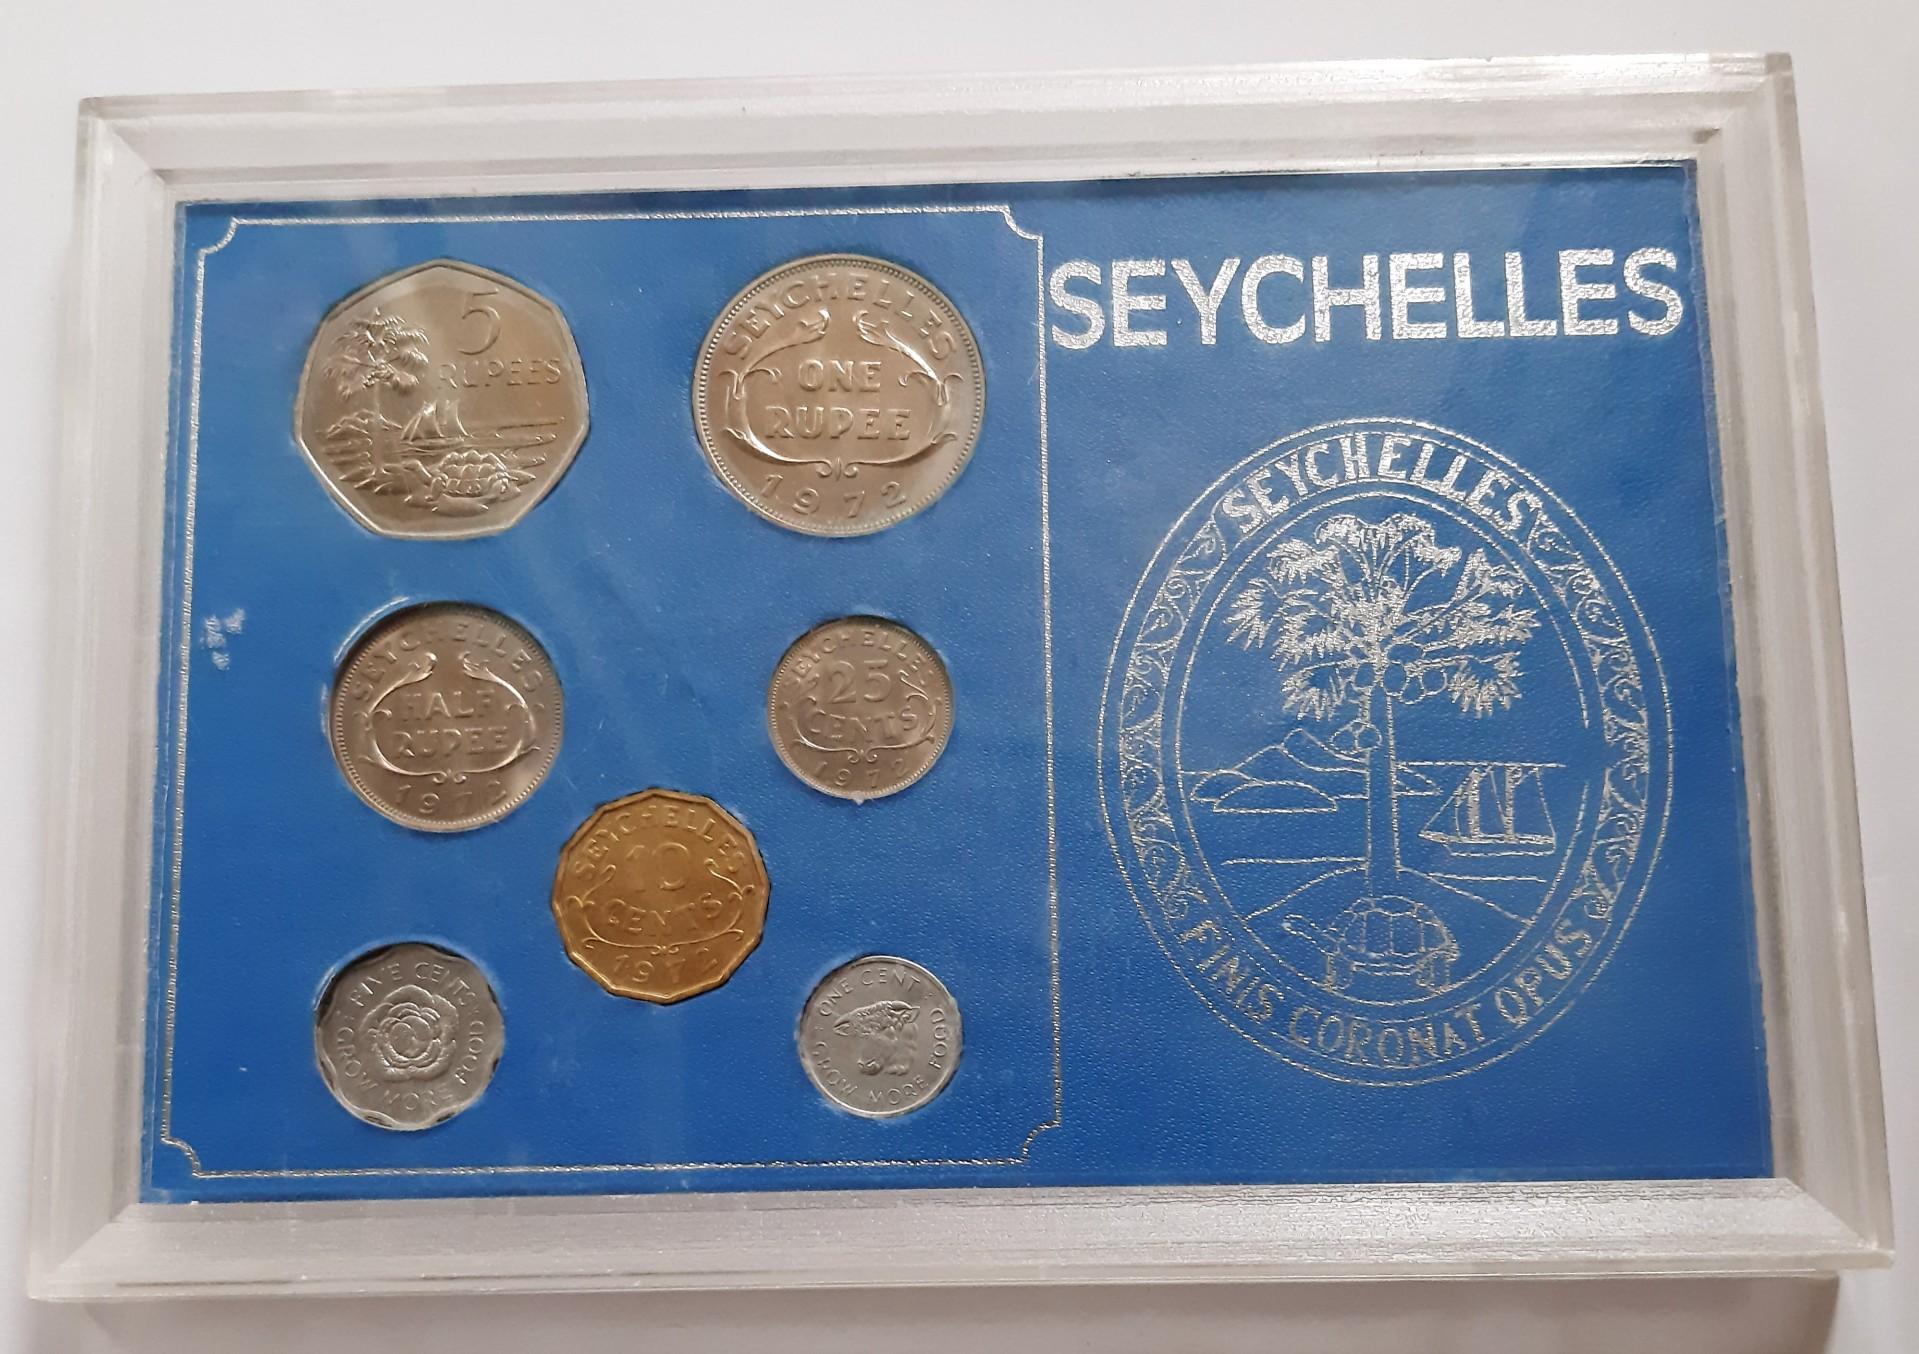 SEYCHELLES
5
RUPEES
SEYCHELLES
ONE
RUPEE
1972
SEYCHELLES
HALF
RUPEE
1972
SEYCHELLES
25
CENTS
1972
SEYCHELLES
10
CENTS
1972
FIVE CENTS
GROW MORE FOOD
ONE CENT
GROW MORE FOOD
SEYCHELLES
FINIS CORONAT OPUS